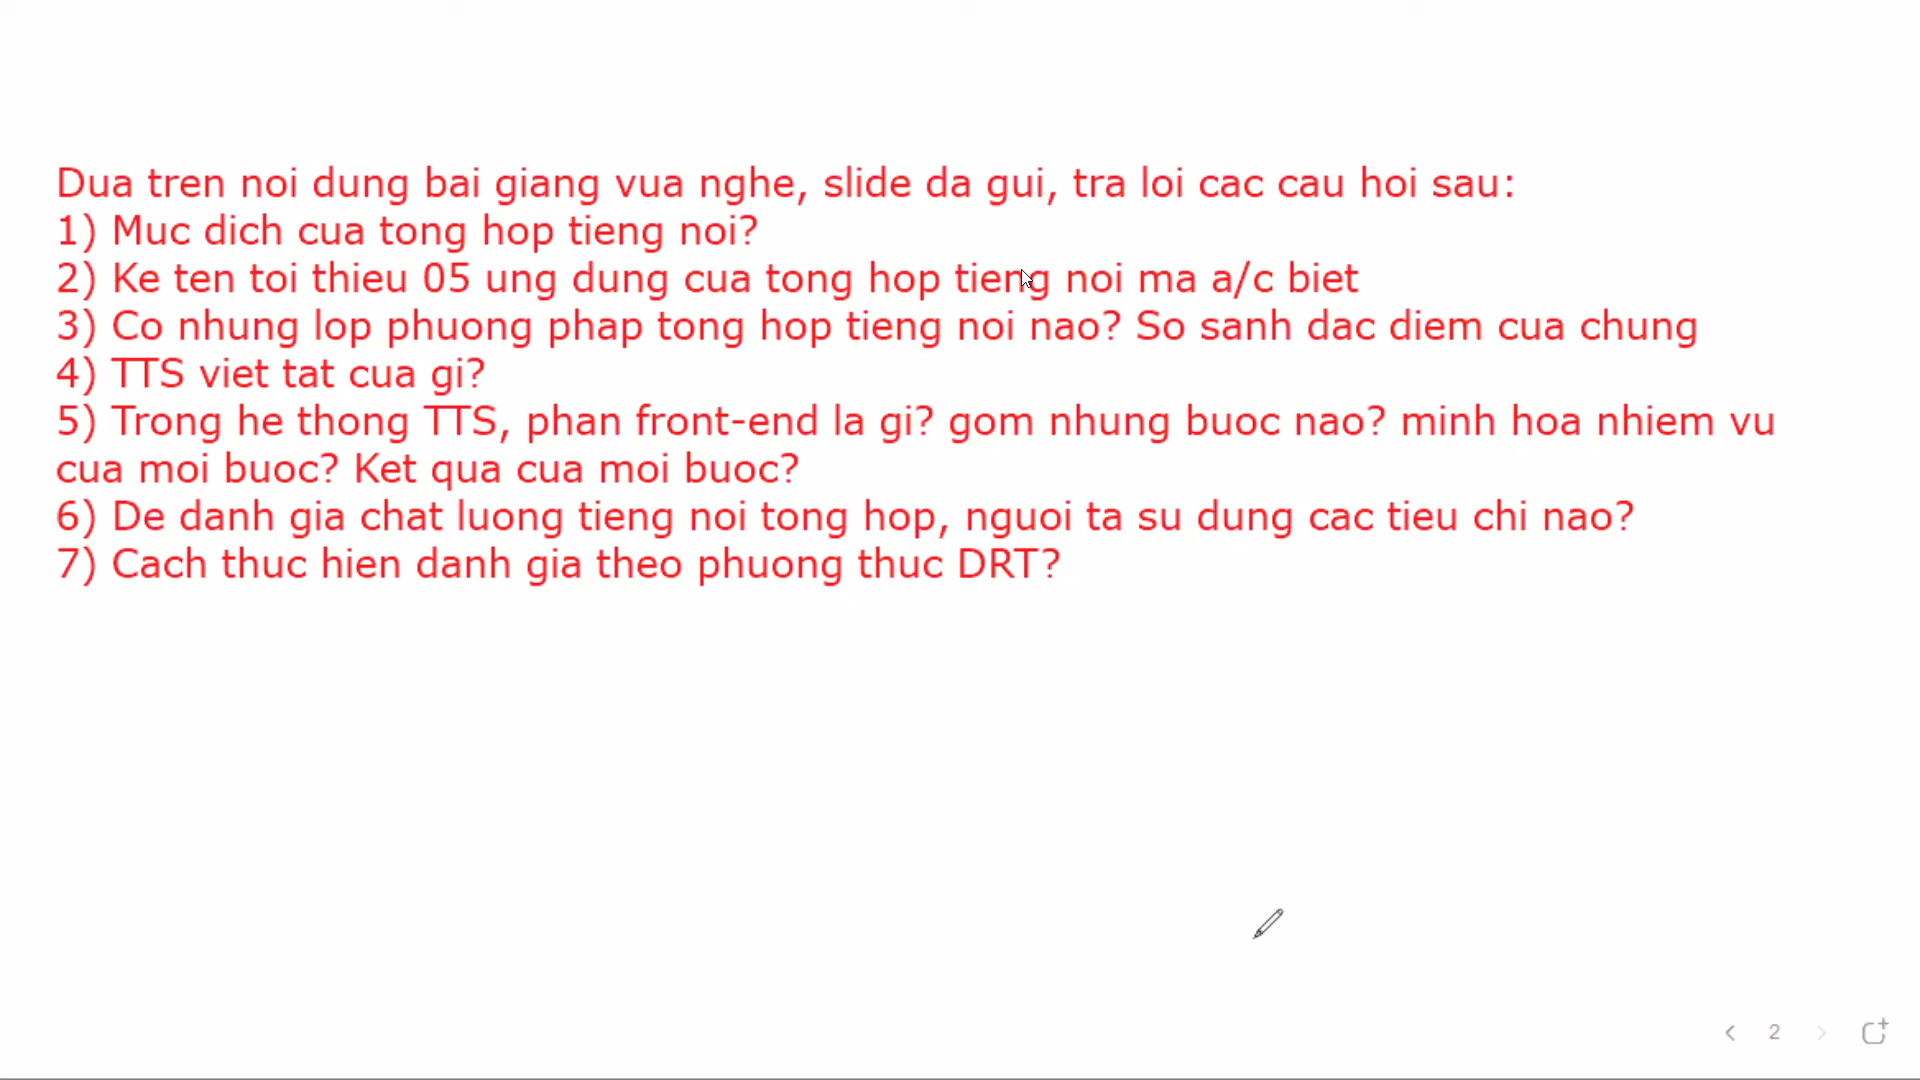 Dua tren noi dung bai giang vua nghe, slide da gui, tra loi cac cau hoi sau:
1) Muc dich cua tong hop tieng noi?
2) Ke ten toi thieu 05 ung dung cua tong hop tieng noi ma a/c biet
3) Co nhung lop phuong phap tong hop tieng noi nao? So sanh dac diem cua chung
4) TTS viet tat cua gi?
5) Trong he thong TTS, phan front-end la gi? gom nhung buoc nao? minh hoa nhiem vu
cua moi buoc? Ket qua cua moi buoc?
6) De danh gia chat luong tieng noi tong hop, nguoi ta su dung cac tieu chi nao?
7) Cach thuc hien danh gia theo phuong thuc DRT?
2